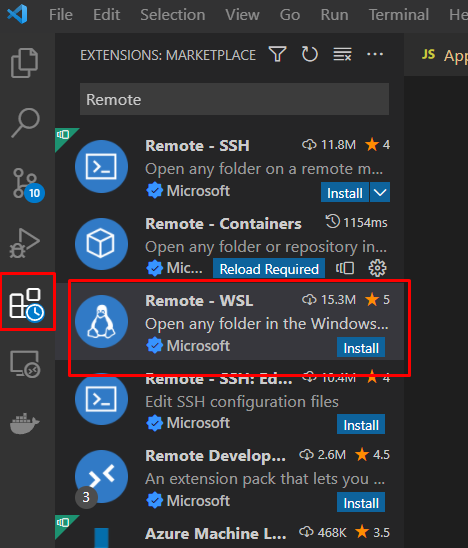 File Edit Selection View Go Run Terminal H
EXTENSIONS: MARKETPLACE
JS App
Remote
Remote - SSH 11.8M 4
Open any folder on a remote m...
Microsoft Install
10
Remote - Containers 1154ms
Open any folder or repository in...
Mic... Reload Required
Remote - WSL 15.3M 5
Open any folder in the Windows...
Microsoft Install
Remote - SSH: Edi... 10.4M 4
Edit SSH configuration files
Microsoft Install
Remote Develop... 2.6M 4.5
An extension pack that lets you ...
3 Microsoft Install
Azure Machine L... 468K 3.5